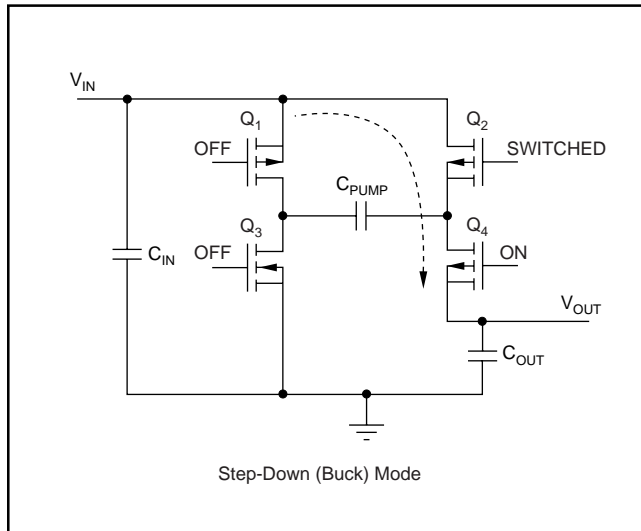 V_IN
Q_1
Q_2
OFF
SWITCHED
C_PUMP
Q_3
Q_4
C_IN
OFF
ON
V_OUT
C_OUT
Step-Down (Buck) Mode